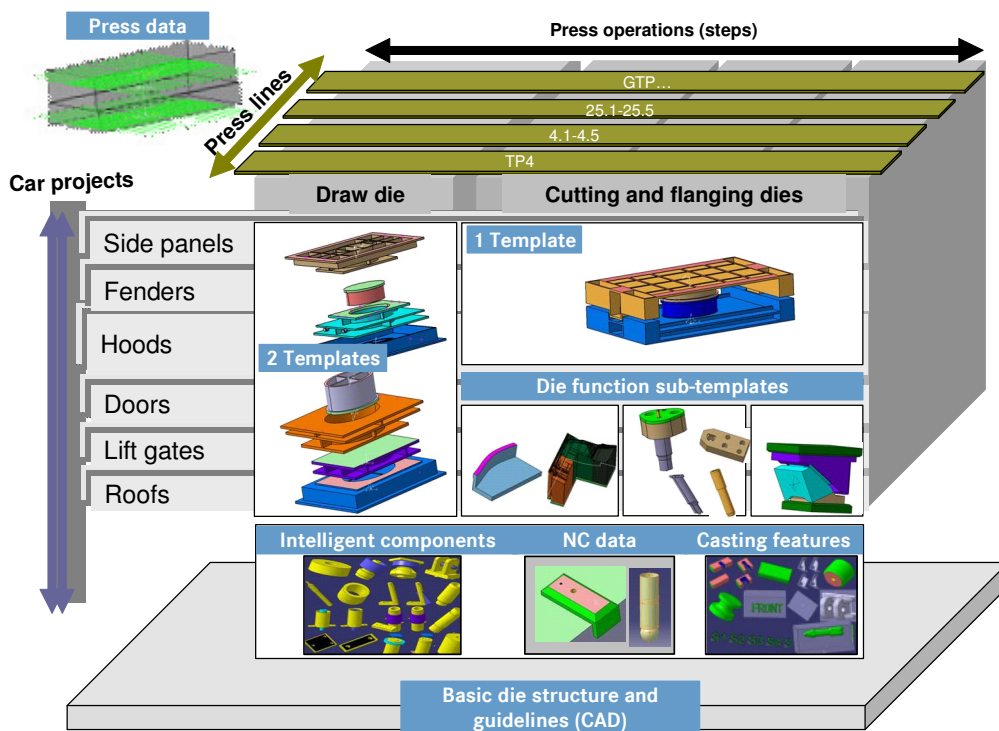 Press data
Press operations (steps)
Press lines
GTP...
25.1-25.5
4.1-4.5
TP4
Car projects
Draw die
Cutting and flanging dies
Side panels
Fenders
Hoods
Doors
Lift gates
Roofs
1 Template
2 Templates
Die function sub-templates
Intelligent components
NC data
Casting features
FRONT
Basic die structure and
guidelines (CAD)